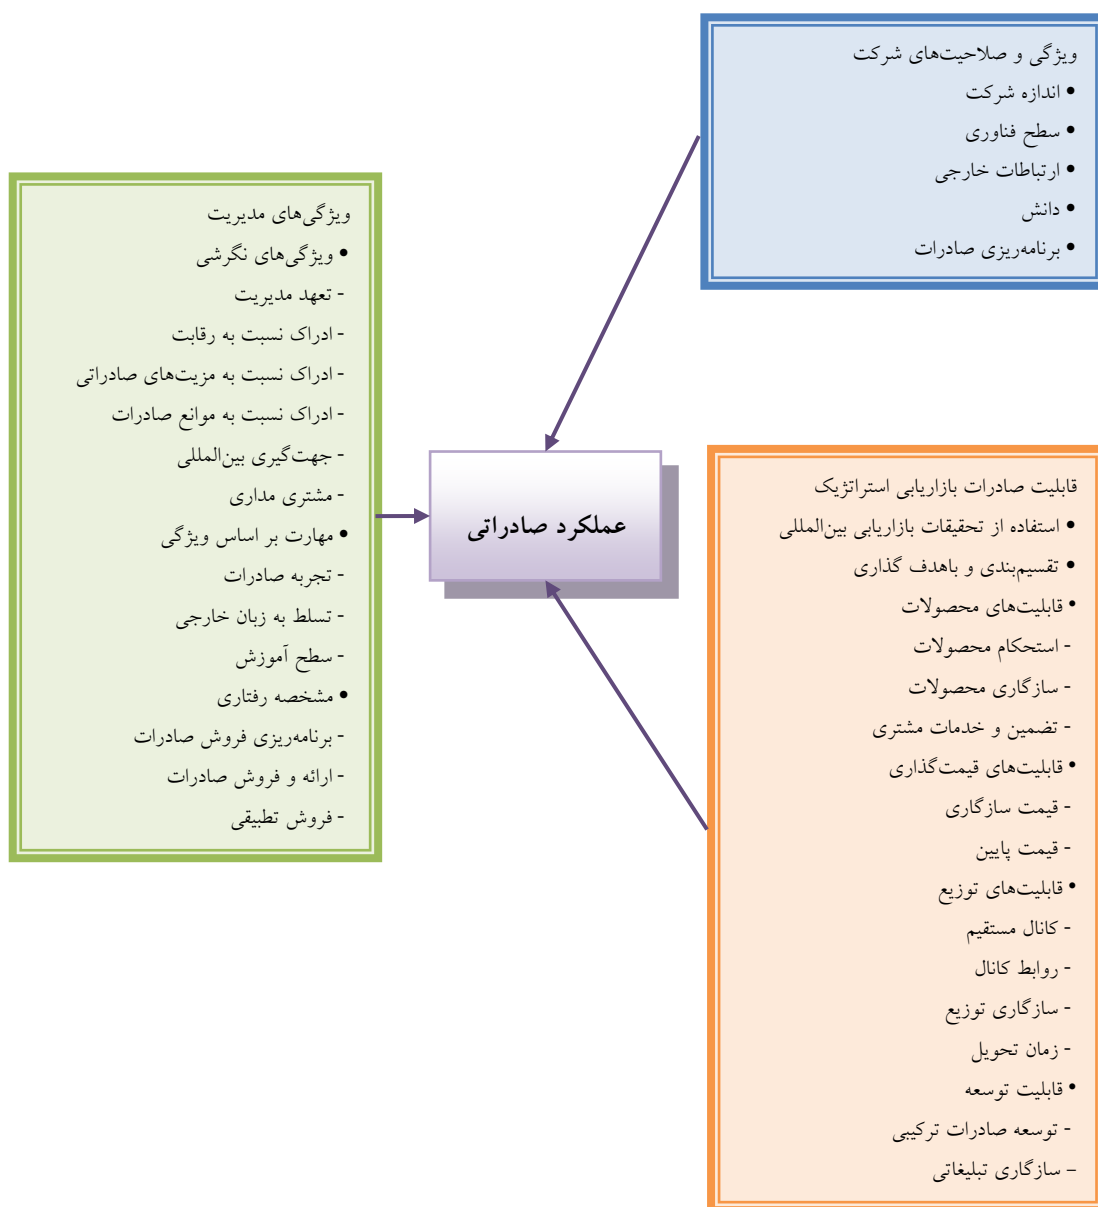 ویژگی و صلاحیت‌های شرکت
• اندازه شرکت
• سطح فناوری
• ارتباطات خارجی
• دانش
• برنامه‌ریزی صادرات
ویژگی‌های مدیریت
• ویژگی‌های نگرشی
- تعهد مدیریت
- ادراک نسبت به رقابت
- ادراک نسبت به مزیت‌های صادراتی
- ادراک نسبت به موانع صادرات
- جهت‌گیری بین‌المللی
- مشتری مداری
• مهارت بر اساس ویژگی
- تجربه صادرات
- تسلط به زبان خارجی
- سطح آموزش
• مشخصه رفتاری
- برنامه‌ریزی فروش صادرات
- ارائه و فروش صادرات
- فروش تطبیقی
عملکرد صادراتی
قابلیت صادرات بازاریابی استراتژیک
• استفاده از تحقیقات بازاریابی بین‌المللی
• تقسیم‌بندی و باهدف گذاری
• قابلیت‌های محصولات
- استحکام محصولات
- سازگاری محصولات
- تضمین و خدمات مشتری
• قابلیت‌های قیمت‌گذاری
- قیمت سازگاری
- قیمت پایین
• قابلیت‌های توزیع
- کانال مستقیم
- روابط کانال
- سازگاری توزیع
- زمان تحویل
• قابلیت توسعه
- توسعه صادرات ترکیبی
– سازگاری تبلیغاتی